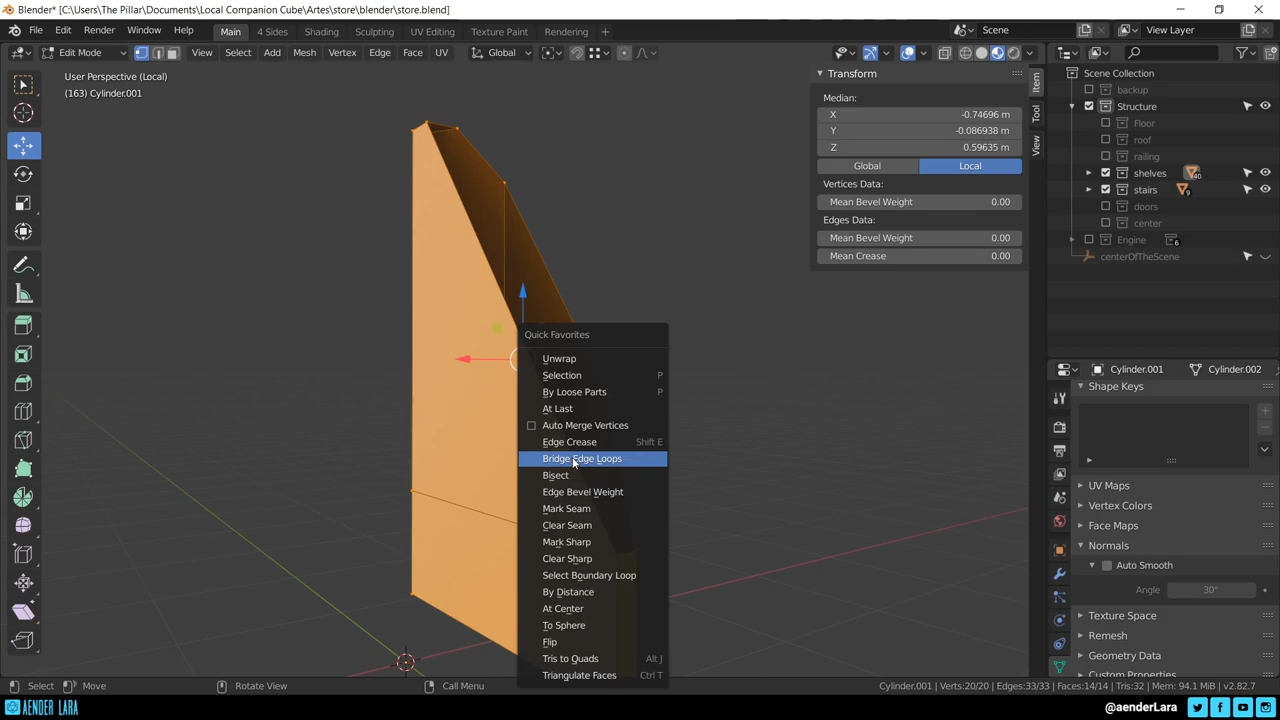 Blender* [C:\Users\The Pillar\Documents\Local Companion Cube\Artes\store\blender\store.blend]
File Edit Render Window Help Main 4 Sides Sculpting UV Editing Texture Paint Rendering + Scene View Layer
Edit Mode View Select Add Mesh Vertex Edge Face UV Global
User Perspective (Local)
(163) Cylinder.001
Transform
Median:
X -0.74696 m
Y -0.086938 m
Z 0.59635 m
Global Local
Vertices Data:
Mean Bevel Weight 0.00
Edges Data:
Mean Bevel Weight 0.00
Mean Crease 0.00
Item
Tool
View
Scene Collection
backup
Structure
Floor
roof
railing
shelves 40
stairs 9
doors
center
Engine 6
centerOfTheScene
Quick Favorites
Unwrap
Selection P
By Loose Parts P
At Last
Auto Merge Vertices
Edge Crease Shift E
Bridge Edge Loops
Bisect
Edge Bevel Weight
Mark Seam
Clear Seam
Mark Sharp
Clear Sharp
Select Boundary Loop
By Distance
At Center
To Sphere
Flip
Tris to Quads Alt J
Triangulate Faces Ctrl T
Cylinder.001 Cylinder.002
Shape Keys
UV Maps
Vertex Colors
Face Maps
Normals
Auto Smooth
Angle 30°
Texture Space
Remesh
Geometry Data
Custom Properties
Select Move Rotate View Call Menu Cylinder.001 | Verts:20/20 | Edges:33/33 | Faces:14/14 | Tris:32 | Mem: 94.1 MiB | v2.82.7
AENDER LARA @aenderLara